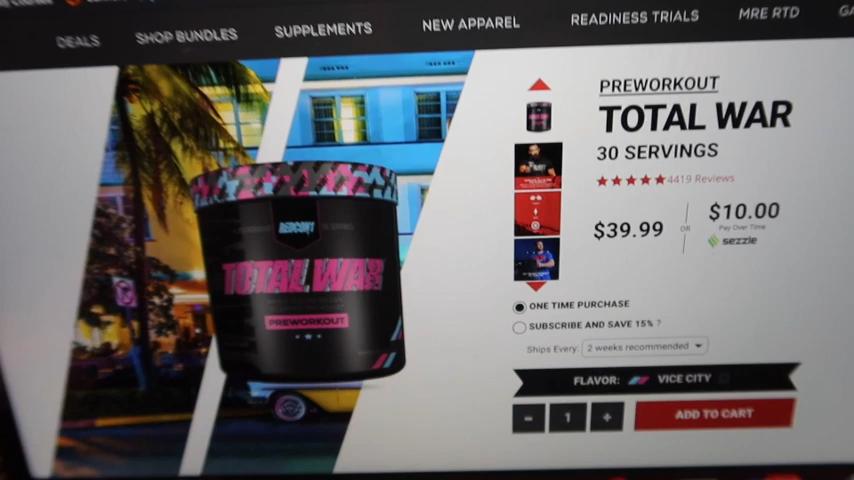 DEALS
SHOP BUNDLES
SUPPLEMENTS
NEW APPAREL
READINESS TRIALS
MRE RTD
PREWORKOUT
TOTAL WAR
30 SERVINGS
4419 Reviews
$39.99
OR
$10.00
Pay Over Time
sezzle
ONE TIME PURCHASE
SUBSCRIBE AND SAVE 15% ?
Ships Every: 2 weeks recommended
FLAVOR: VICE CITY
- 1 +
ADD TO CART
REDCON1
TOTAL WAR
PREWORKOUT